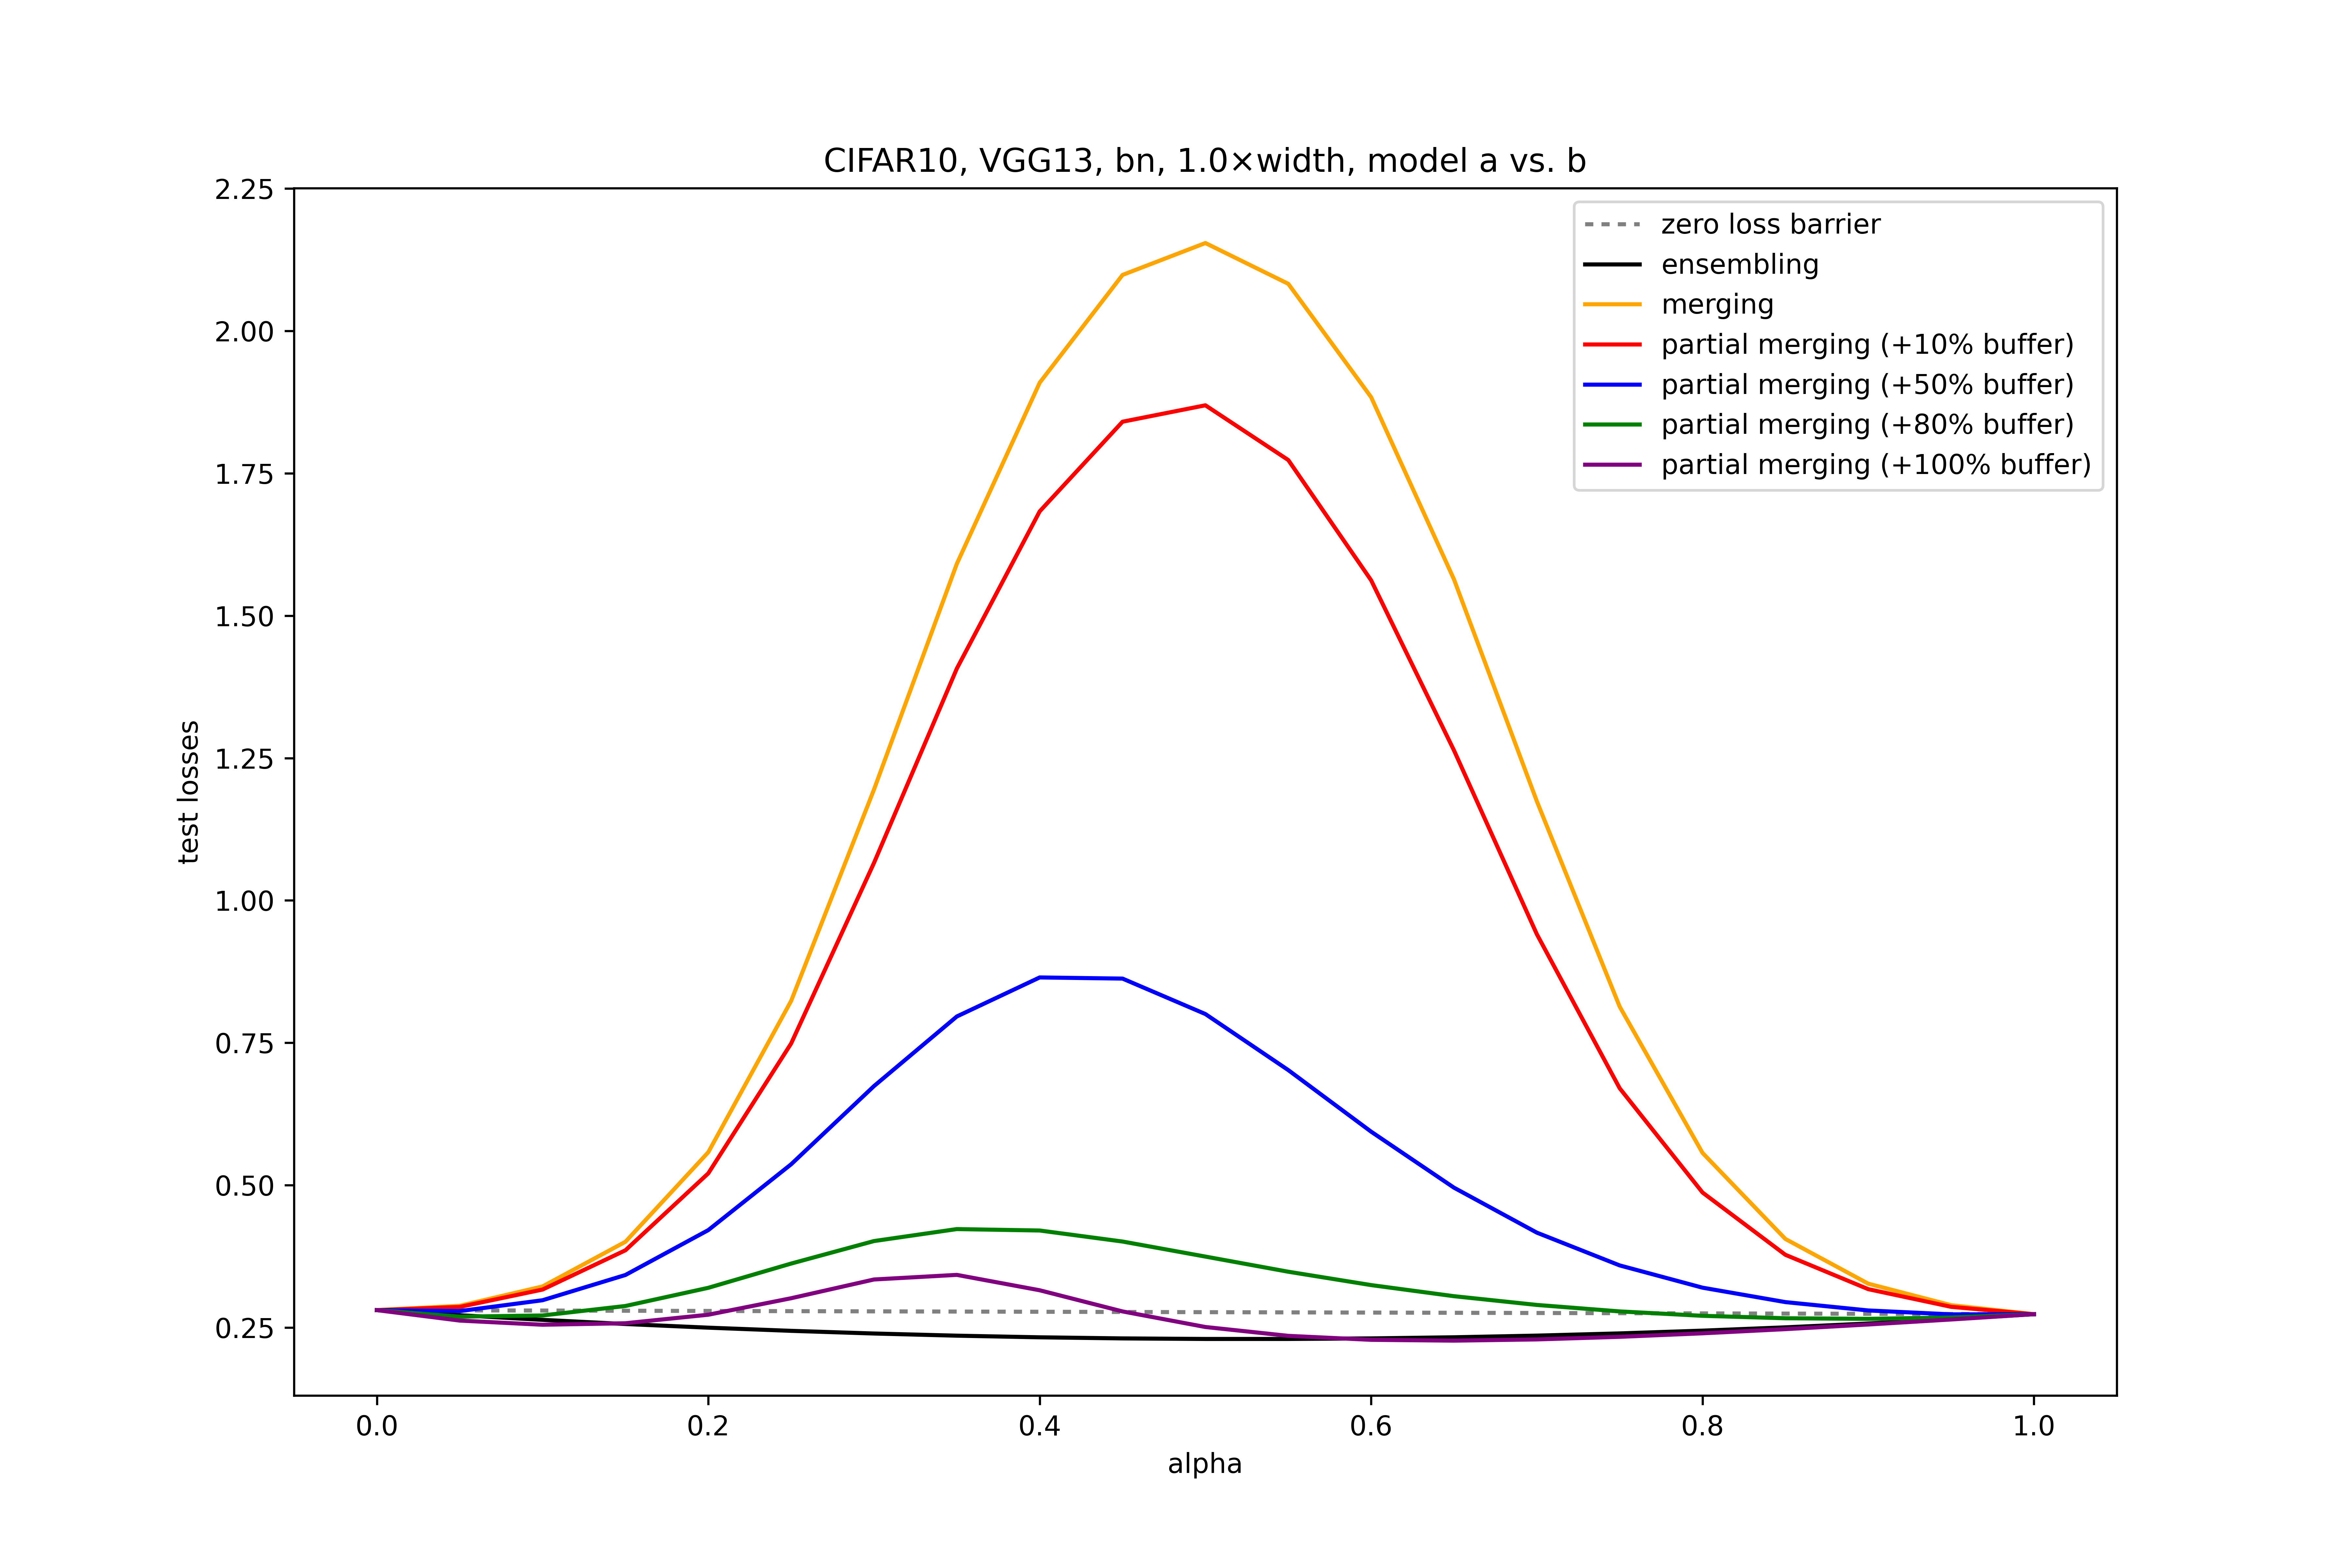 CIFAR10, VGG13, bn, 1.0×width, model a vs. b
2.25
2.00
1.75
1.50
1.25
1.00
0.75
0.50
0.25
test losses
zero loss barrier
ensembling
merging
partial merging (+10% buffer)
partial merging (+50% buffer)
partial merging (+80% buffer)
partial merging (+100% buffer)
0.0 0.2 0.4 0.6 0.8 1.0
alpha